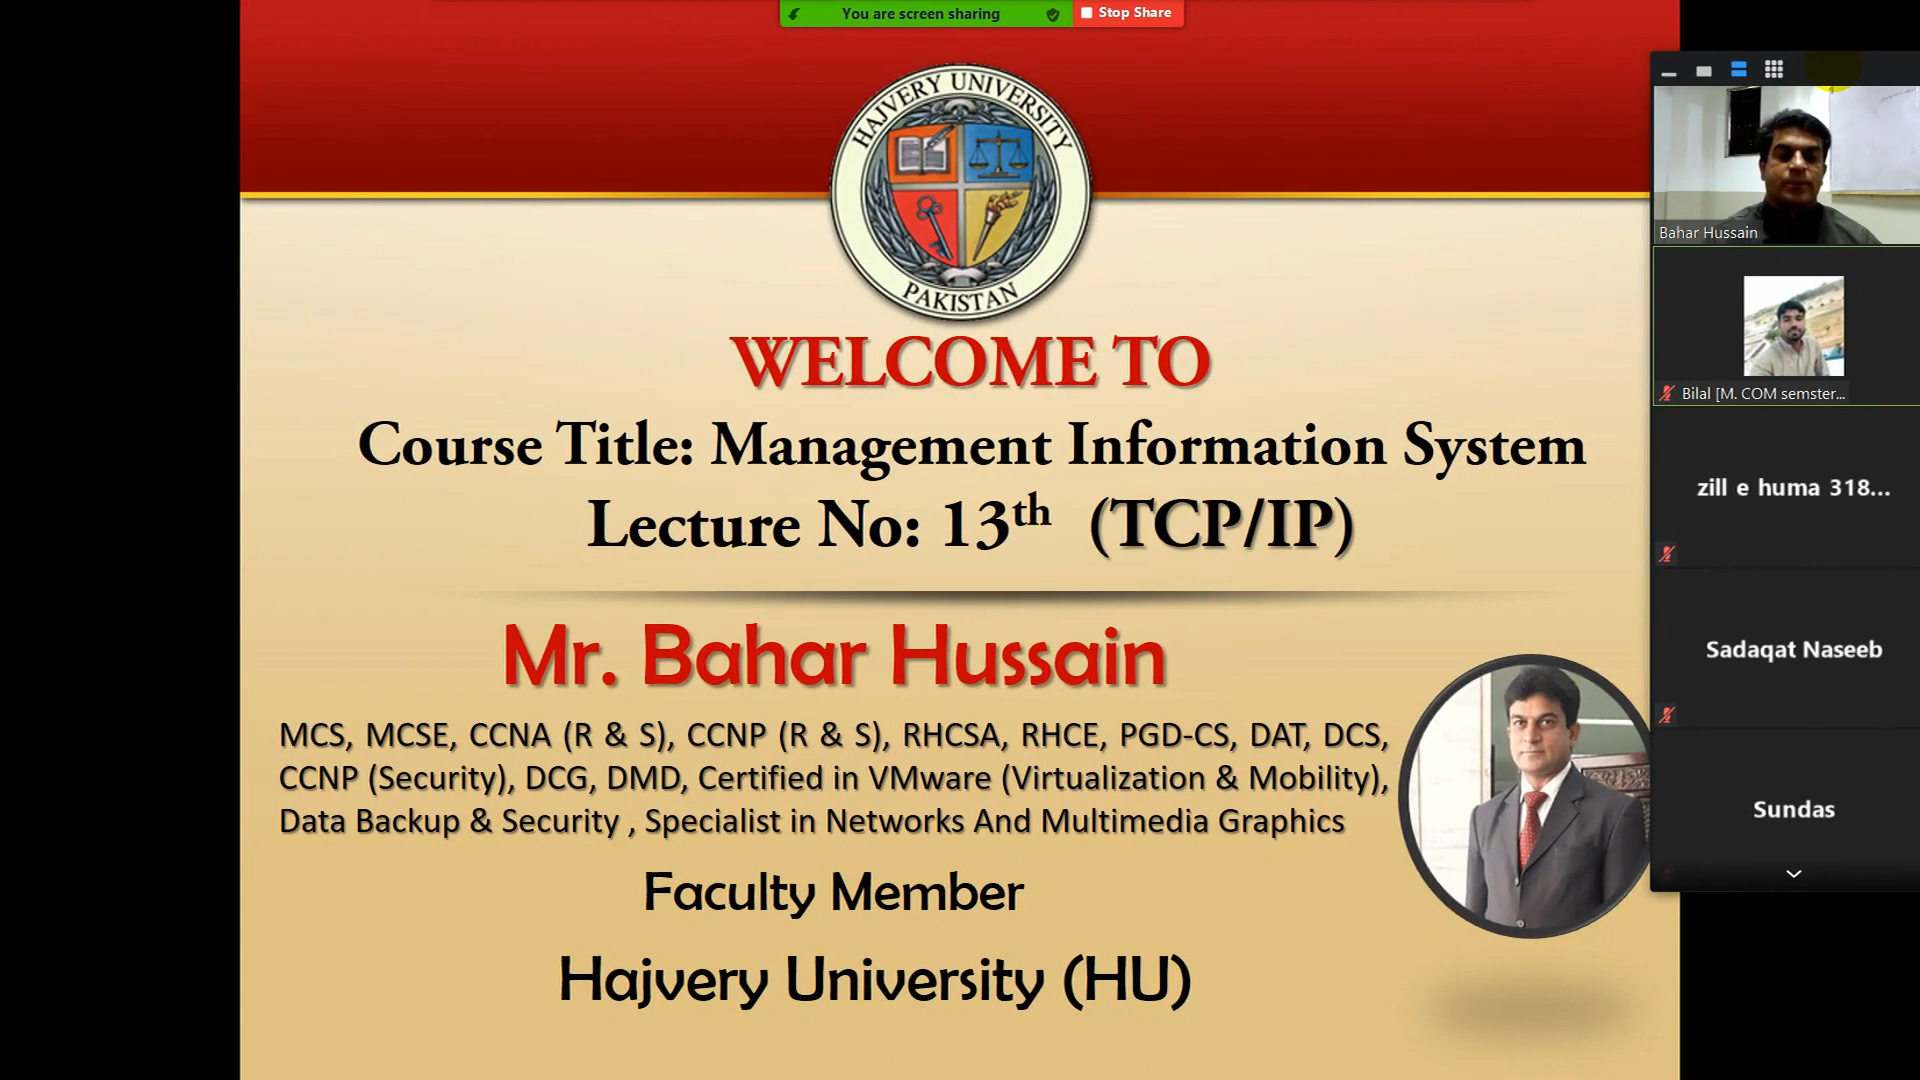 You are screen sharing
Stop Share
HAJVERY UNIVERSITY
PAKISTAN
WELCOME TO
Course Title: Management Information System
Lecture No: 13th (TCP/IP)
Mr. Bahar Hussain
MCS, MCSE, CCNA (R & S), CCNP (R & S), RHCSA, RHCE, PGD-CS, DAT, DCS,
CCNP (Security), DCG, DMD, Certified in VMware (Virtualization & Mobility),
Data Backup & Security , Specialist in Networks And Multimedia Graphics
Faculty Member
Hajvery University (HU)
Bahar Hussain
Bilal [M. COM semster...
zill e huma 318...
Sadaqat Naseeb
Sundas